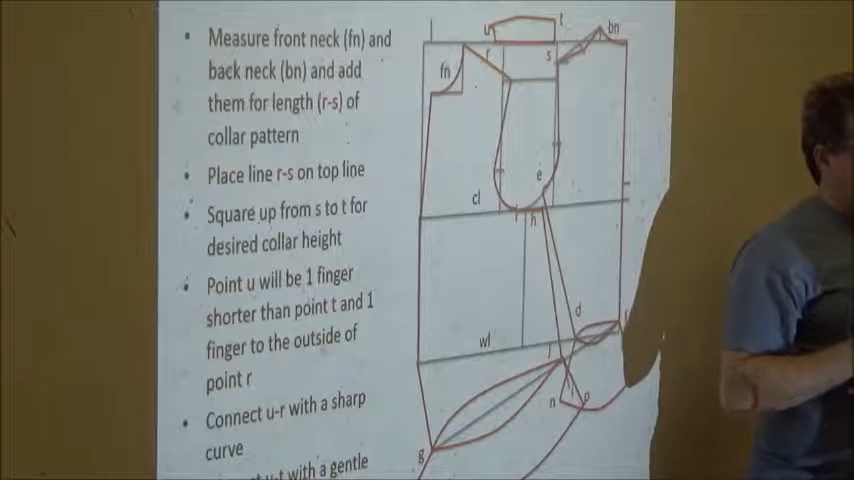 • Measure front neck (fn) and
back neck (bn) and add
them for length (r-s) of
collar pattern
• Place line r-s on top line
• Square up from s to t for
desired collar height
• Point u will be 1 finger
shorter than point t and 1
finger to the outside of
point r
• Connect u-r with a sharp
curve
u-t with a gentle
u
t
bn
r
s
fn
e
cl
h
d
wl
j
n
p
g